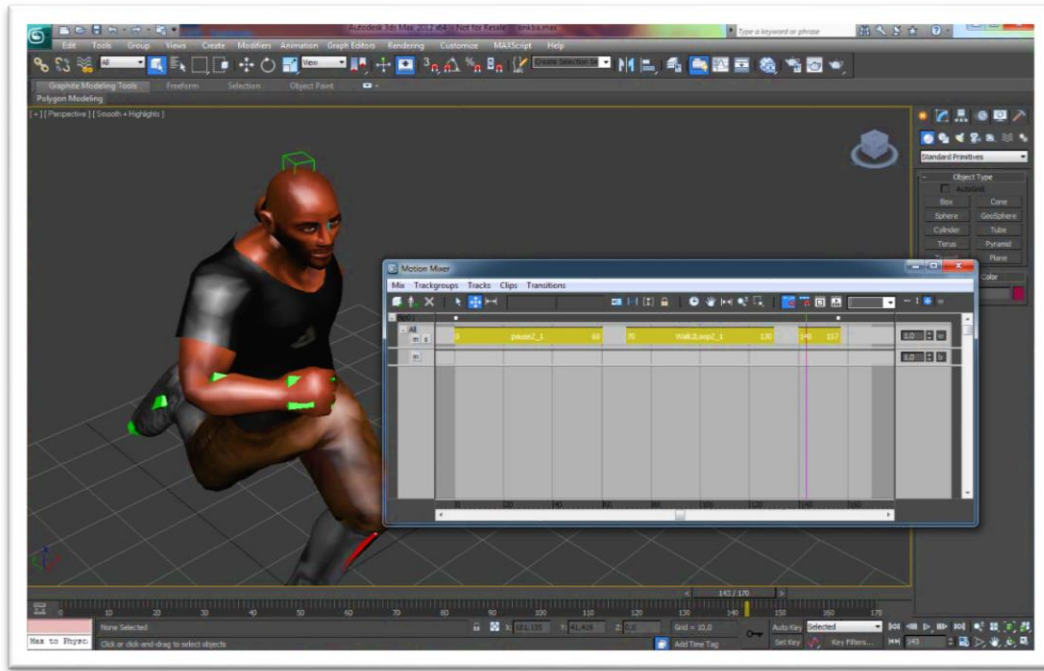 Autodesk 3ds Max 2012 x64 - Not for Resale
Type a keyword or phrase
Edit Tools Group Views Create Modifiers Animation Graph Editors Rendering Customize MAXScript Help
All
View
Graphite Modeling Tools Freeform Selection Object Paint
Polygon Modeling
[ + ] [ Perspective ] [ Smooth + Highlights ]
Standard Primitives
Object Type
AutoGrid
Box Cone
Sphere GeoSphere
Cylinder Tube
Torus Pyramid
Plane
Color
Motion Mixer
Mix Trackgroups Tracks Clips Transitions
All
m s
0 pause2_1 60 70 130 140 157
1.0
m
1.0
143 / 170
0 10 20 30 40 50 60 70 80 90 100 110 120 130 140 150 160 170
None Selected
Grid = 10,0
Auto Key Selected
Max to Physc
Click or click-and-drag to select objects
Add Time Tag
Set Key Key Filters...
143